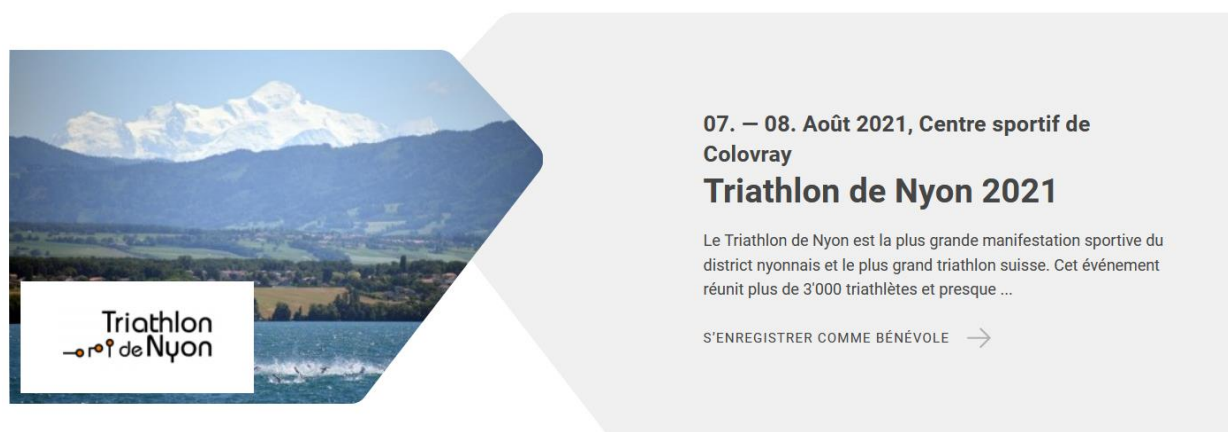 Triathlon
de Nyon
07. — 08. Août 2021, Centre sportif de
Colovray
Triathlon de Nyon 2021
Le Triathlon de Nyon est la plus grande manifestation sportive du
district nyonnais et le plus grand triathlon suisse. Cet événement
réunit plus de 3'000 triathlètes et presque ...
S'ENREGISTRER COMME BÉNÉVOLE